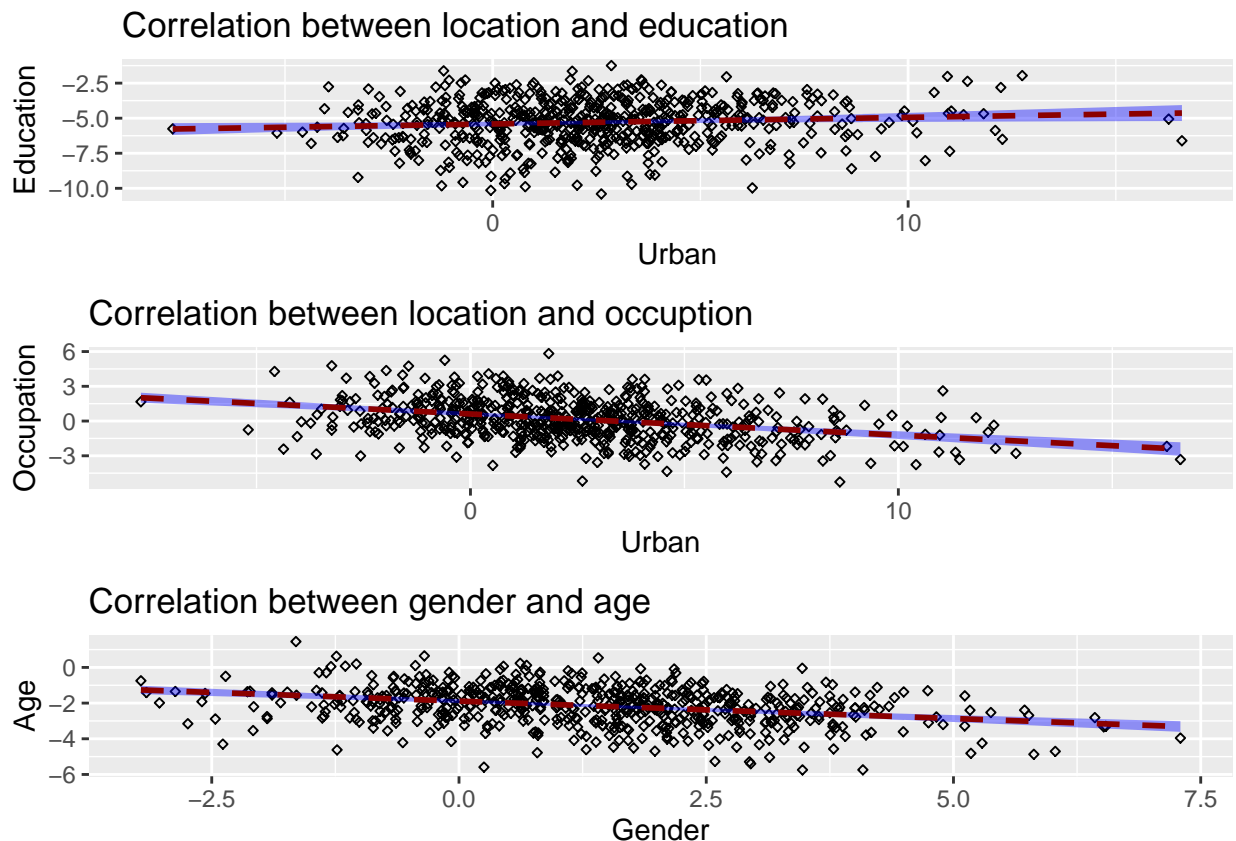 Correlation between location and education
Education
−2.5
−5.0
−7.5
−10.0
0 10
Urban
Correlation between location and occuption
Occupation
6
3
0
−3
0 10
Urban
Correlation between gender and age
Age
0
−2
−4
−6
−2.5 0.0 2.5 5.0 7.5
Gender